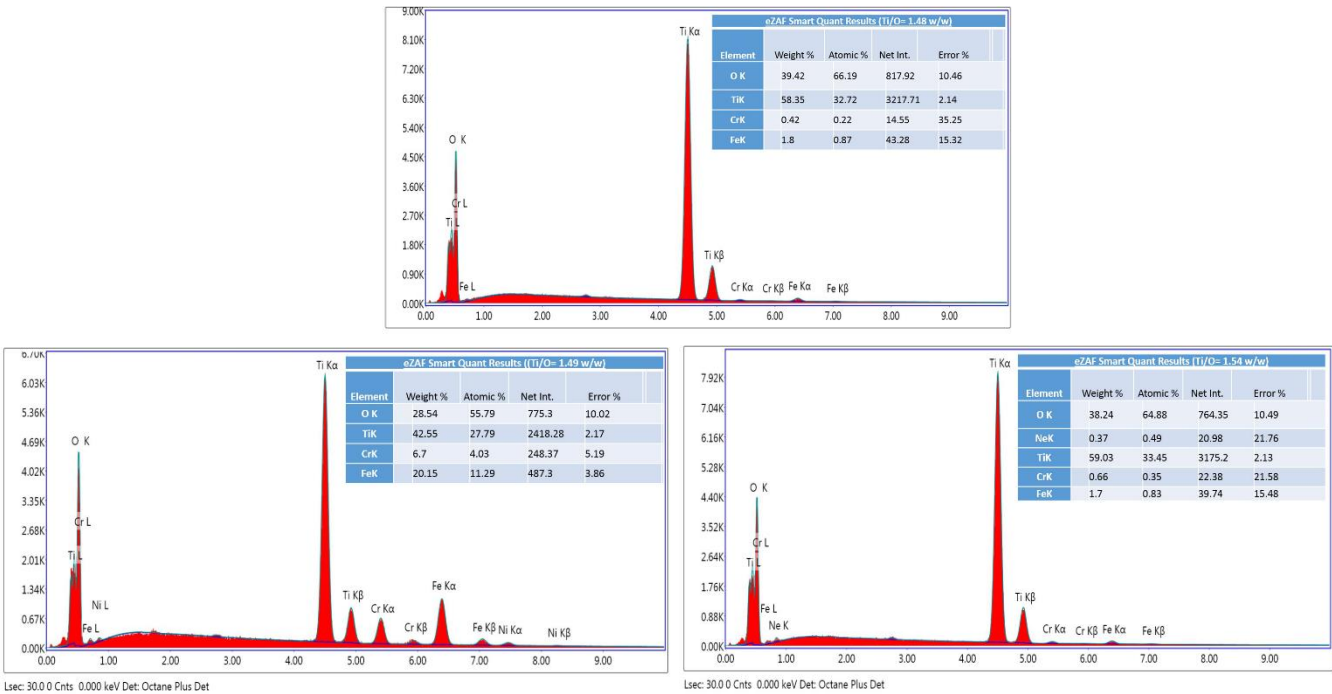 eZAF Smart Quant Results (Ti/O= 1.48 w/w)
Element Weight % Atomic % Net Int. Error %
O K 39.42 66.19 817.92 10.46
TiK 58.35 32.72 3217.71 2.14
CrK 0.42 0.22 14.55 35.25
FeK 1.8 0.87 43.28 15.32
9.00K
8.10K
7.20K
6.30K
5.40K
4.50K
3.60K
2.70K
1.80K
0.90K
0.00K
O K
Cr L
Ti L
Fe L
Ti Kα
Ti Kβ
Cr Kα
Cr Kβ
Fe Kα
Fe Kβ
0.00 1.00 2.00 3.00 4.00 5.00 6.00 7.00 8.00 9.00
eZAF Smart Quant Results ((Ti/O= 1.49 w/w)
Element Weight % Atomic % Net Int. Error %
O K 28.54 55.79 775.3 10.02
TiK 42.55 27.79 2418.28 2.17
CrK 6.7 4.03 248.37 5.19
FeK 20.15 11.29 487.3 3.86
6.70K
6.03K
5.36K
4.69K
4.02K
3.35K
2.68K
2.01K
1.34K
0.67K
0.00K
O K
Cr L
Ti L
Ni L
Fe L
Ti Kα
Ti Kβ
Cr Kα
Cr Kβ
Fe Kα
Fe Kβ
Ni Kα
Ni Kβ
0.00 1.00 2.00 3.00 4.00 5.00 6.00 7.00 8.00 9.00
Lsec: 30.0 0 Cnts 0.000 keV Det: Octane Plus Det
eZAF Smart Quant Results (Ti/O= 1.54 w/w)
Element Weight % Atomic % Net Int. Error %
O K 38.24 64.88 764.35 10.49
NeK 0.37 0.49 20.98 21.76
TiK 59.03 33.45 3175.2 2.13
CrK 0.66 0.35 22.38 21.58
FeK 1.7 0.83 39.74 15.48
7.92K
7.04K
6.16K
5.28K
4.40K
3.52K
2.64K
1.76K
0.88K
0.00K
O K
Cr L
Ti L
Fe L
Ne K
Ti Kα
Ti Kβ
Cr Kα
Cr Kβ
Fe Kα
Fe Kβ
0.00 1.00 2.00 3.00 4.00 5.00 6.00 7.00 8.00 9.00
Lsec: 30.0 0 Cnts 0.000 keV Det: Octane Plus Det